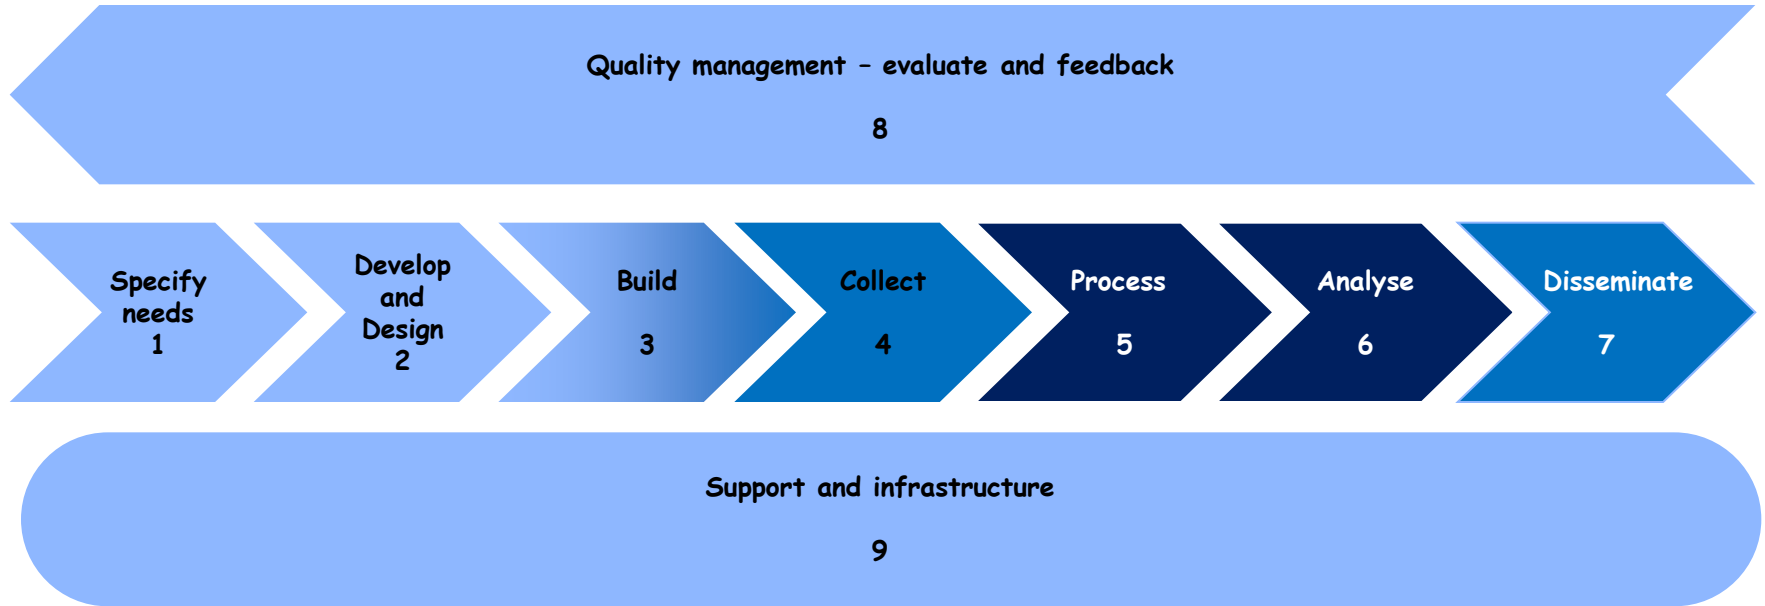 Quality management – evaluate and feedback
8
Specify
needs
1
Develop
and
Design
2
Build
3
Collect
4
Process
5
Analyse
6
Disseminate
7
Support and infrastructure
9